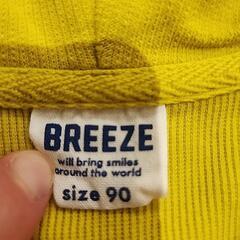 BREEZE
will bring smiles
around the world
size 90